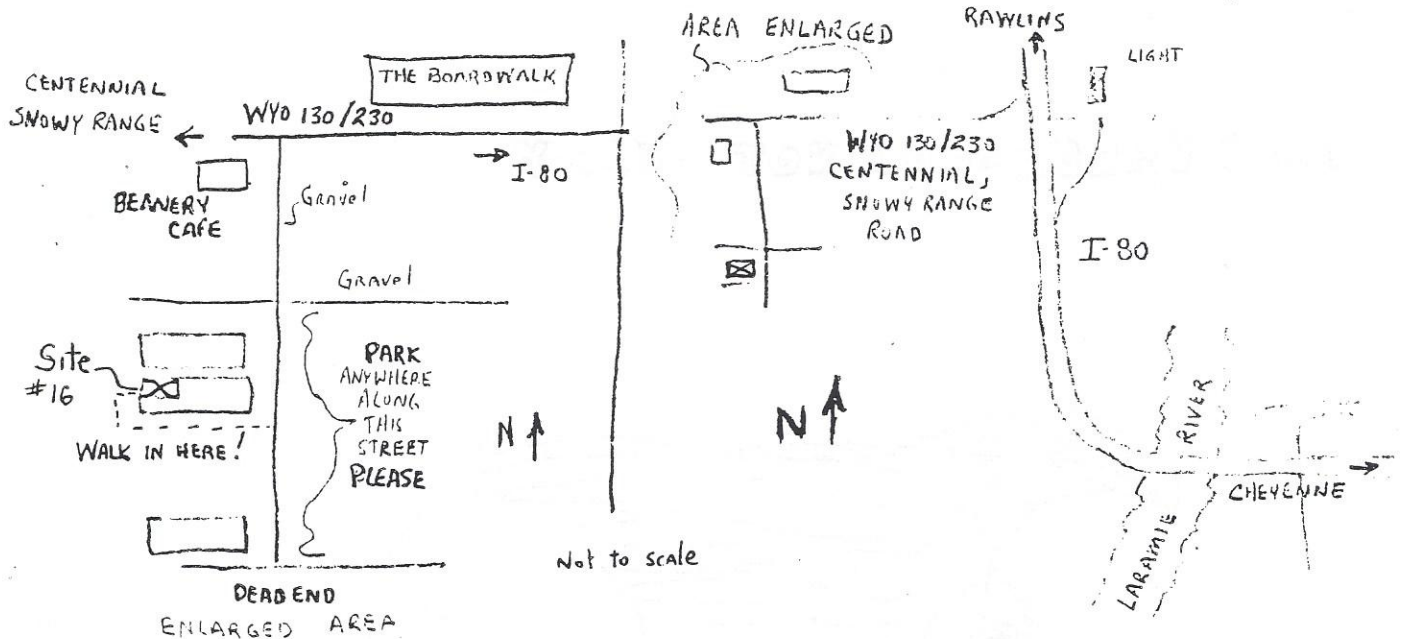 CENTENNIAL
SNOWY RANGE
WYO 130/230
THE BOARDWALK
I-80
BEANERY
CAFE
Gravel
Gravel
Site
#16
WALK IN HERE!
PARK
ANYWHERE
ALONG
THIS
STREET
PLEASE
N
DEAD END
ENLARGED AREA
Not to scale
AREA ENLARGED
RAWLINS
LIGHT
WYO 130/230
CENTENNIAL,
SNOWY RANGE
ROAD
I-80
N
RIVER
LARAMIE
CHEYENNE